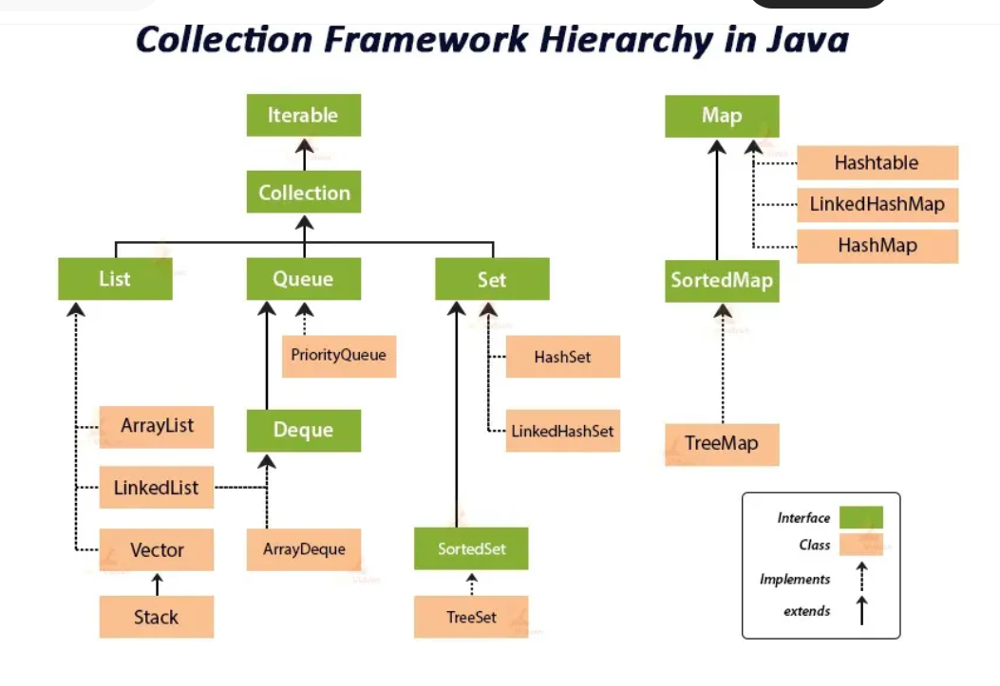 Collection Framework Hierarchy in Java
Iterable
Map
Hashtable
Collection
LinkedHashMap
HashMap
List
Queue
Set
SortedMap
PriorityQueue
HashSet
ArrayList
Deque
LinkedHashSet
TreeMap
LinkedList
Vector
ArrayDeque
SortedSet
Stack
TreeSet
Interface
Class
Implements
extends